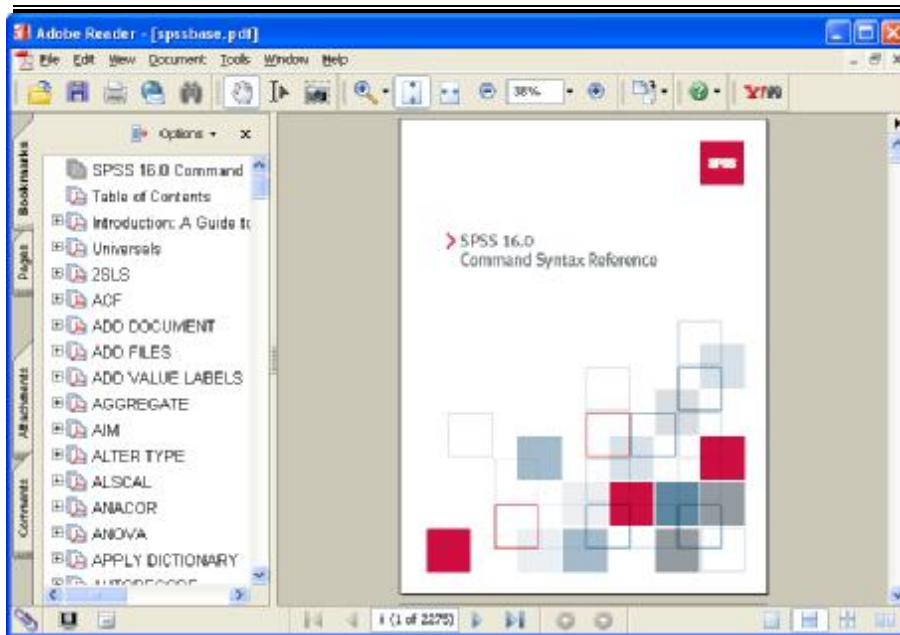 Adobe Reader - [spssbase.pdf]
File Edit View Document Tools Window Help
38%
Options
Bookmarks
Pages
Attachments
Comments
SPSS 16.0 Command
Table of Contents
Introduction: A Guide to
Universals
2SLS
ACF
ADD DOCUMENT
ADD FILES
ADD VALUE LABELS
AGGREGATE
AIM
ALTER TYPE
ALSCAL
ANACOR
ANOVA
APPLY DICTIONARY
AUTORECODE
SPSS
SPSS 16.0
Command Syntax Reference
i (1 of 2275)